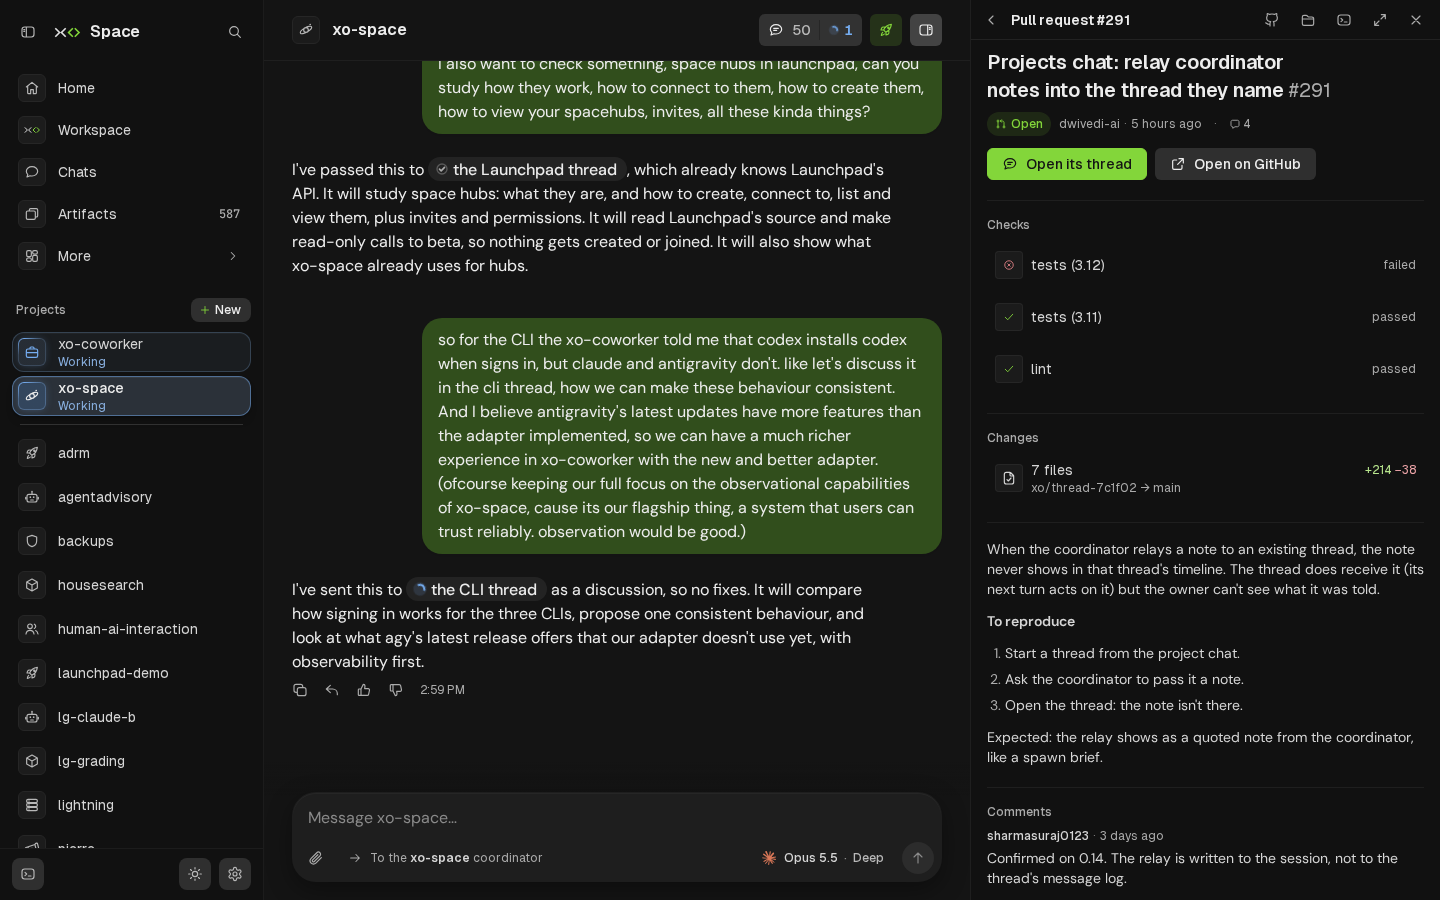 Space
Home
Workspace
Chats
Artifacts 587
More
Projects
+ New
xo-coworker
Working
xo-space
Working
adrm
agentadvisory
backups
housesearch
human-ai-interaction
launchpad-demo
lg-claude-b
lg-grading
lightning
xo-space
50
1
I also want to check something, space hubs in launchpad, can you
study how they work, how to connect to them, how to create them,
how to view your spacehubs, invites, all these kinda things?
I've passed this to the Launchpad thread , which already knows Launchpad's
API. It will study space hubs: what they are, and how to create, connect to, list and
view them, plus invites and permissions. It will read Launchpad's source and make
read-only calls to beta, so nothing gets created or joined. It will also show what
xo-space already uses for hubs.
so for the CLI the xo-coworker told me that codex installs codex
when signs in, but claude and antigravity don't. like let's discuss it
in the cli thread, how we can make these behaviour consistent.
And I believe antigravity's latest updates have more features than
the adapter implemented, so we can have a much richer
experience in xo-coworker with the new and better adapter.
(ofcourse keeping our full focus on the observational capabilities
of xo-space, cause its our flagship thing, a system that users can
trust reliably. observation would be good.)
I've sent this to the CLI thread as a discussion, so no fixes. It will compare
how signing in works for the three CLIs, propose one consistent behaviour, and
look at what agy's latest release offers that our adapter doesn't use yet, with
observability first.
2:59 PM
Message xo-space...
→ To the xo-space coordinator
Opus 5.5 · Deep
Pull request #291
Projects chat: relay coordinator
notes into the thread they name #291
Open dwivedi-ai · 5 hours ago · 4
Open its thread
Open on GitHub
Checks
tests (3.12) failed
tests (3.11) passed
lint passed
Changes
7 files +214 −38
xo/thread-7c1f02 → main
When the coordinator relays a note to an existing thread, the note
never shows in that thread's timeline. The thread does receive it (its
next turn acts on it) but the owner can't see what it was told.
To reproduce
1. Start a thread from the project chat.
2. Ask the coordinator to pass it a note.
3. Open the thread: the note isn't there.
Expected: the relay shows as a quoted note from the coordinator,
like a spawn brief.
Comments
sharmasuraj0123 · 3 days ago
Confirmed on 0.14. The relay is written to the session, not to the
thread's message log.